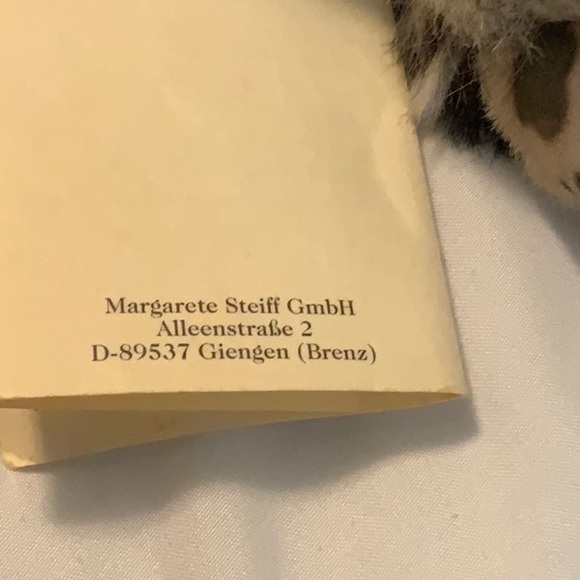 Margarete Steiff GmbH
Alleenstraße 2
D-89537 Giengen (Brenz)